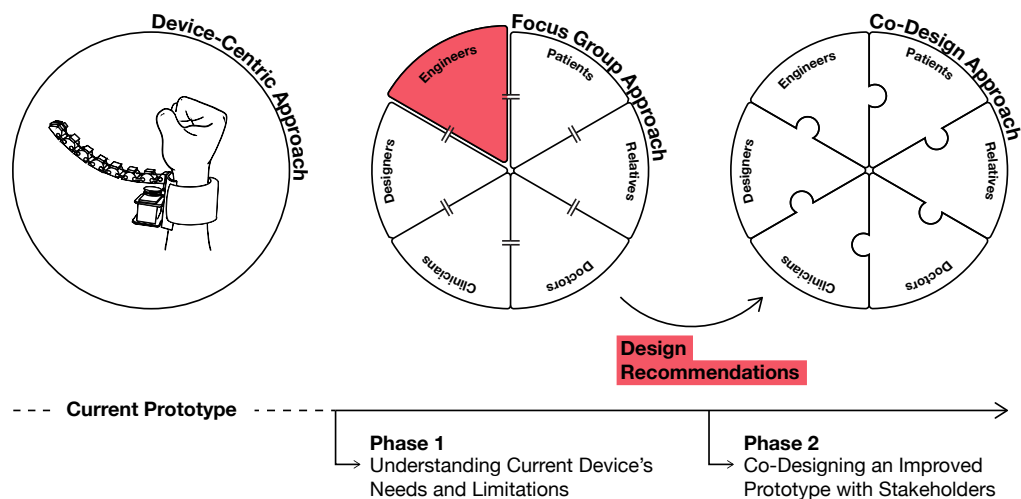 Device-Centric Approach
Focus Group Approach
Engineers
Patients
Relatives
Doctors
Clinicians
Designers
Co-Design Approach
Engineers
Patients
Relatives
Doctors
Clinicians
Designers
Design
Recommendations
Current Prototype
Phase 1
Understanding Current Device's
Needs and Limitations
Phase 2
Co-Designing an Improved
Prototype with Stakeholders